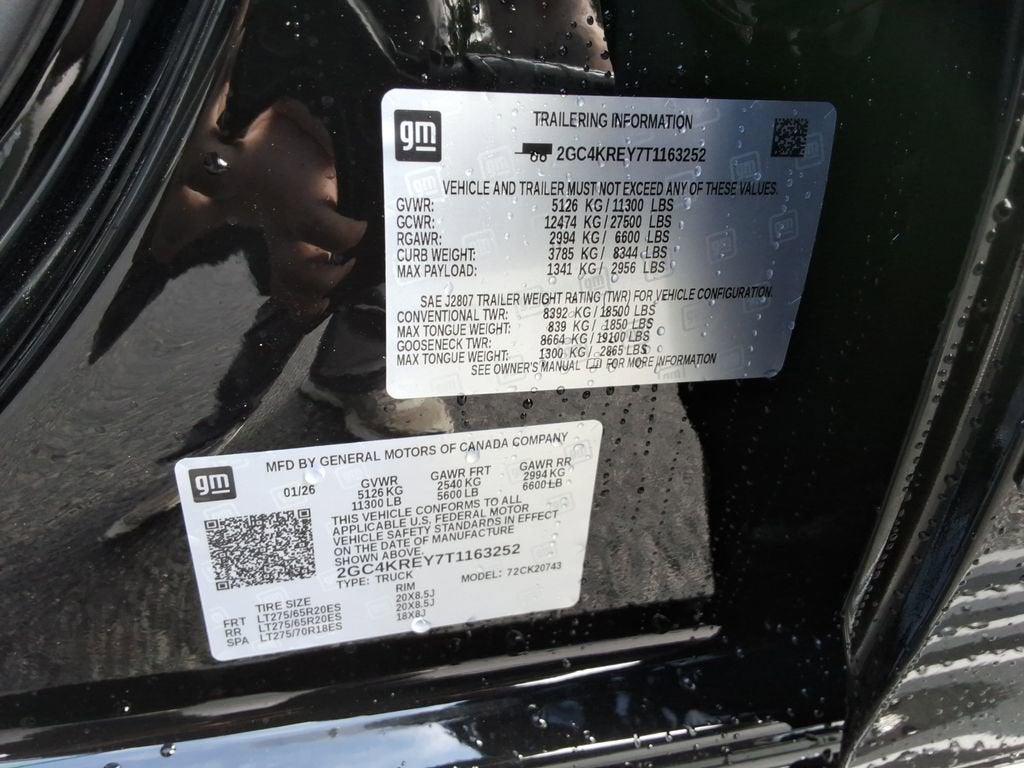 gm
TRAILERING INFORMATION
2GC4KREY7T1163252
VEHICLE AND TRAILER MUST NOT EXCEED ANY OF THESE VALUES.
GVWR: 5126 KG/ 11300 LBS
GCWR: 12474 KG/ 27500 LBS
RGAWR: 2994 KG/ 6600 LBS
CURB WEIGHT: 3785 KG/ 8344 LBS
MAX PAYLOAD: 1341 KG/ 2956 LBS
SAE J2807 TRAILER WEIGHT RATING (TWR) FOR VEHICLE CONFIGURATION.
CONVENTIONAL TWR: 8392 KG/ 18500 LBS
MAX TONGUE WEIGHT: 839 KG/ 1850 LBS
GOOSENECK TWR: 8664 KG/ 19100 LBS
MAX TONGUE WEIGHT: 1300 KG/ 2865 LBS
SEE OWNER'S MANUAL FOR MORE INFORMATION
gm
MFD BY GENERAL MOTORS OF CANADA COMPANY
01/26 GVWR GAWR FRT GAWR RR
5126 KG 2540 KG 2994 KG
11300 LB 5600 LB 6600 LB
THIS VEHICLE CONFORMS TO ALL
APPLICABLE U.S. FEDERAL MOTOR
VEHICLE SAFETY STANDARDS IN EFFECT
ON THE DATE OF MANUFACTURE
SHOWN ABOVE.
2GC4KREY7T1163252
TYPE: TRUCK MODEL: 72CK20743
TIRE SIZE RIM
FRT LT275/65R20ES 20X8.5J
RR LT275/65R20ES 20X8.5J
SPA LT275/70R18ES 18X8J